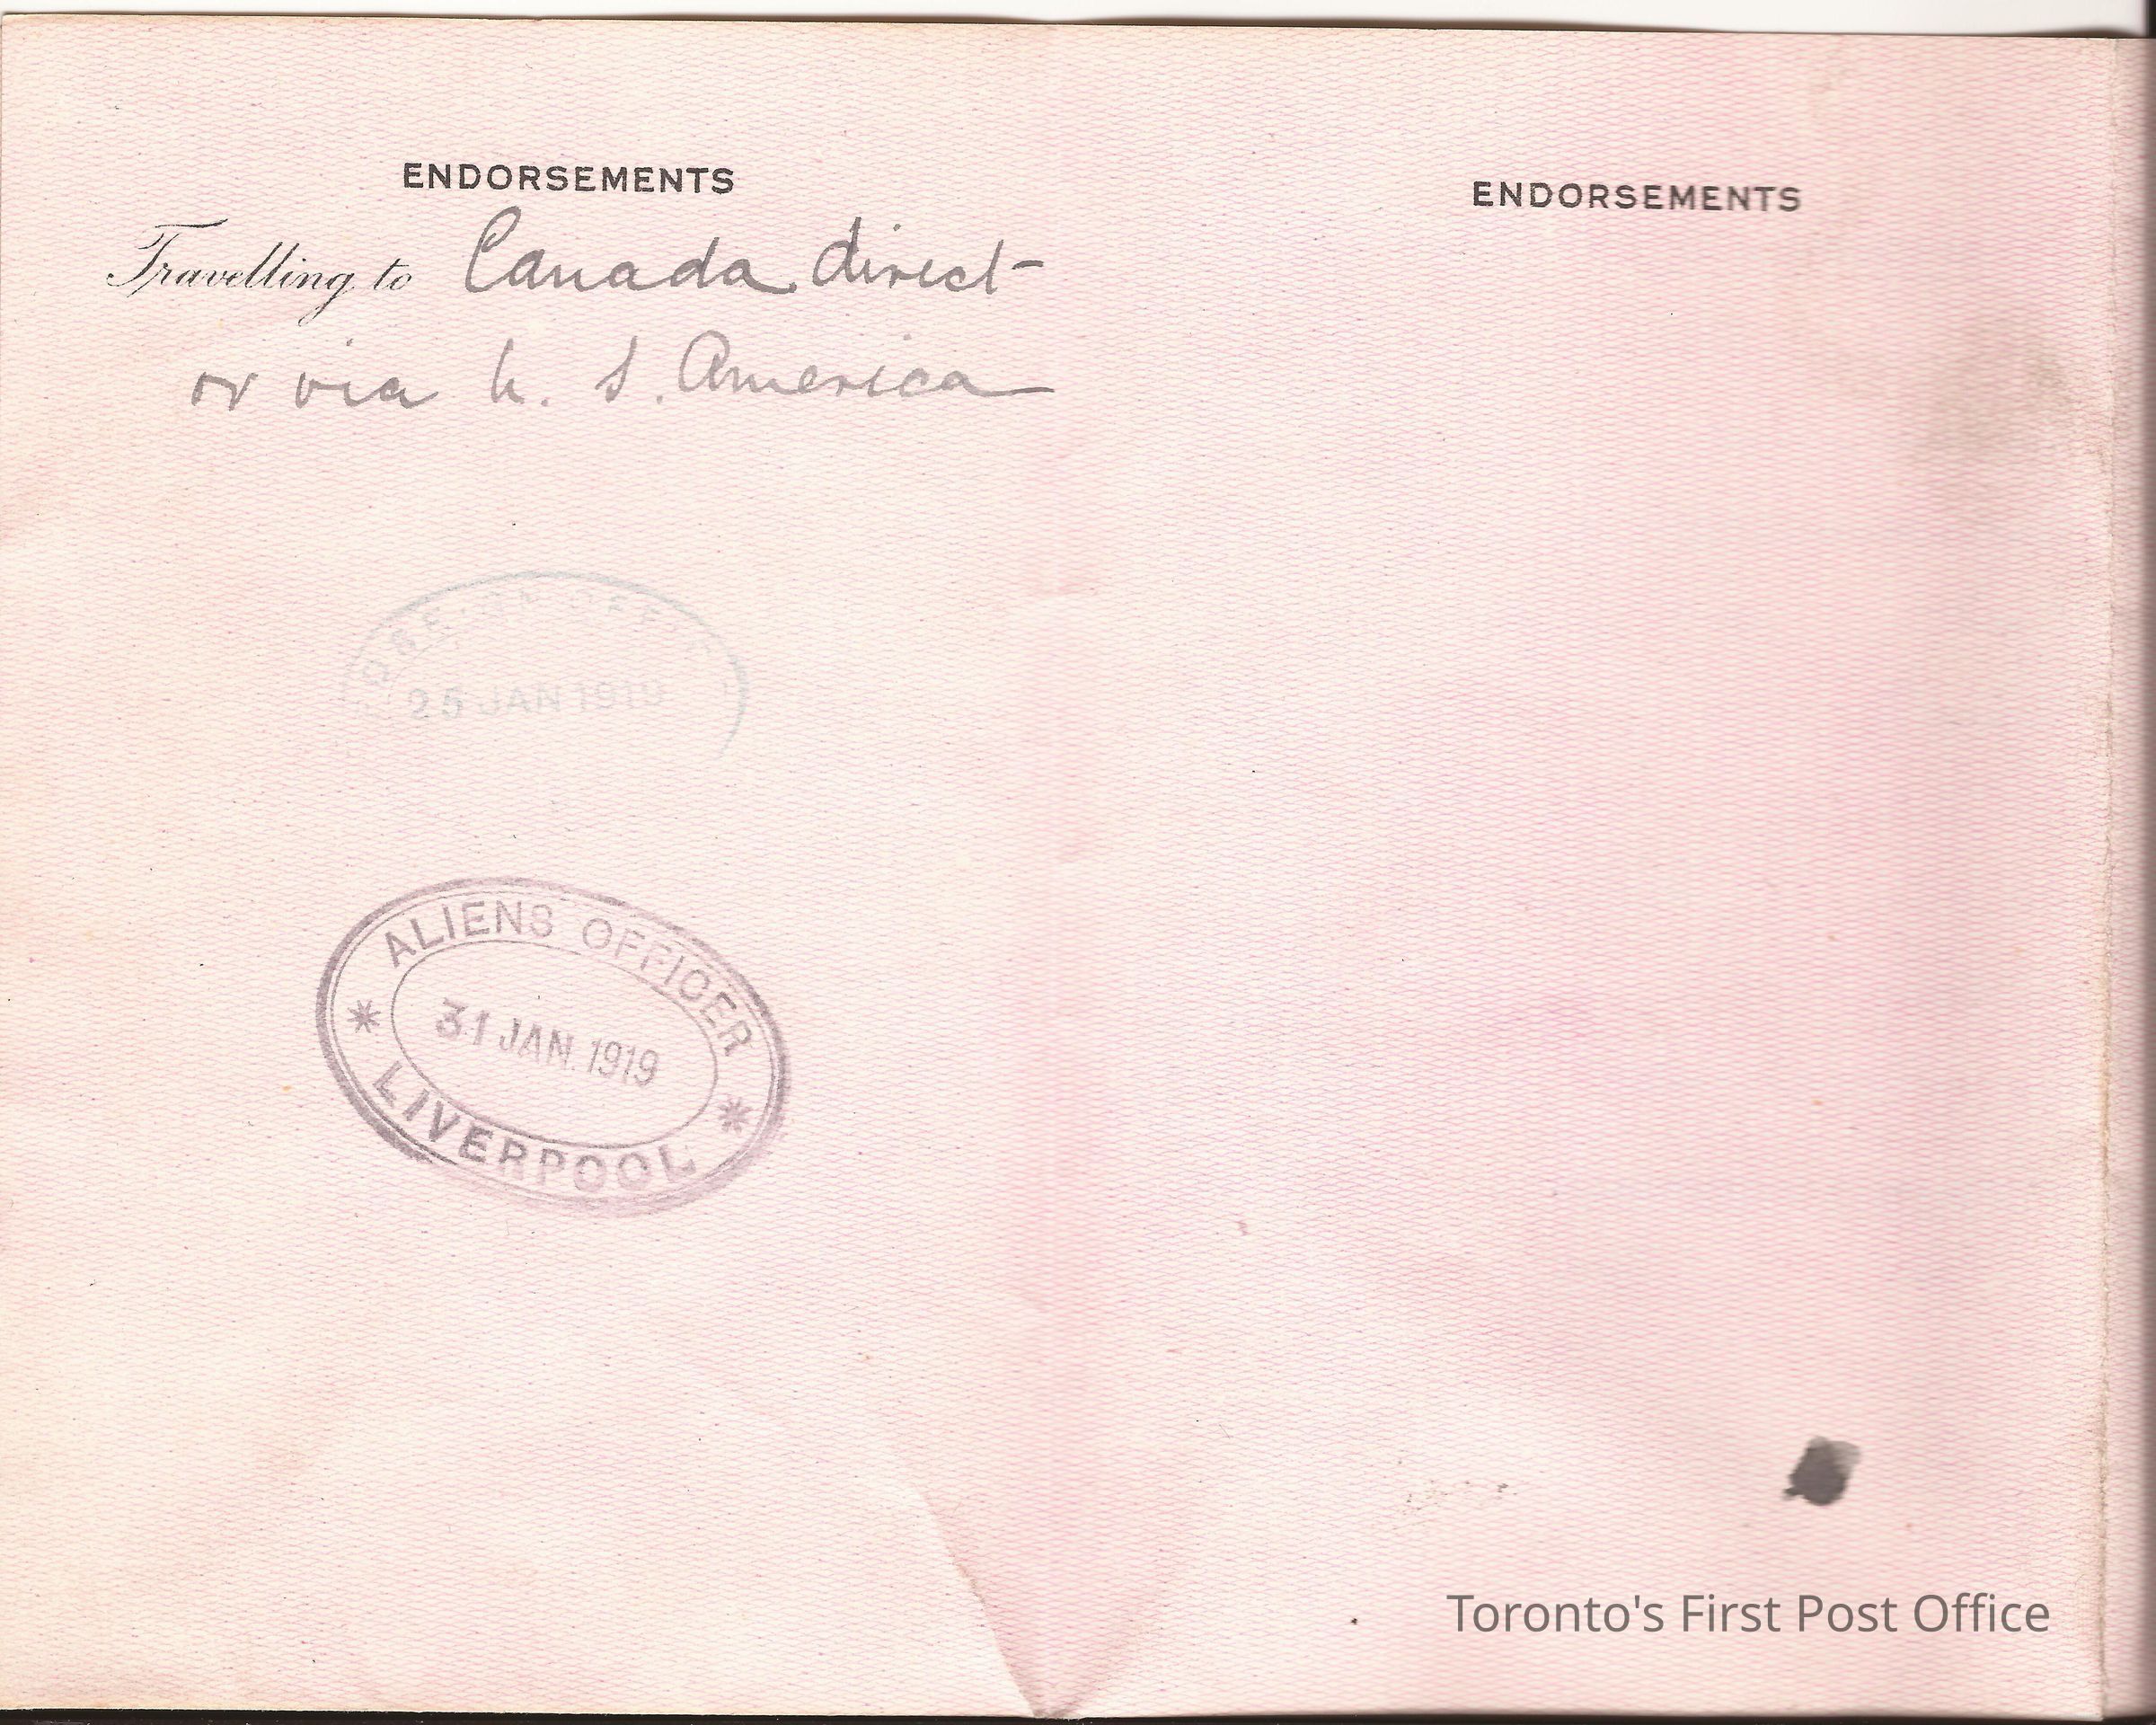 ENDORSEMENTS
Travelling to Canada direct
or via U. S. America
25 JAN 1919
ALIENS OFFICER
31 JAN. 1919
LIVERPOOL
ENDORSEMENTS
Toronto's First Post Office